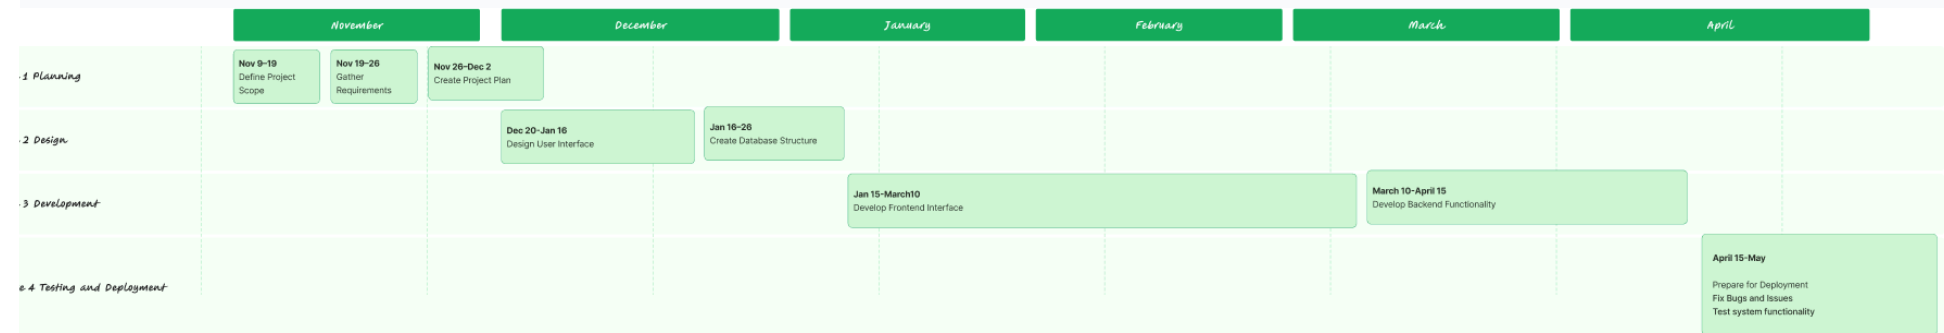 November
December
January
February
March
April
1 Planning
Nov 9-19
Define Project
Scope
Nov 19-26
Gather
Requirements
Nov 26-Dec 2
Create Project Plan
2 Design
Dec 20-Jan 16
Design User Interface
Jan 16-26
Create Database Structure
3 Development
Jan 15-March10
Develop Frontend Interface
March 10-April 15
Develop Backend Functionality
e 4 Testing and Deployment
April 15-May
Prepare for Deployment
Fix Bugs and Issues
Test system functionality